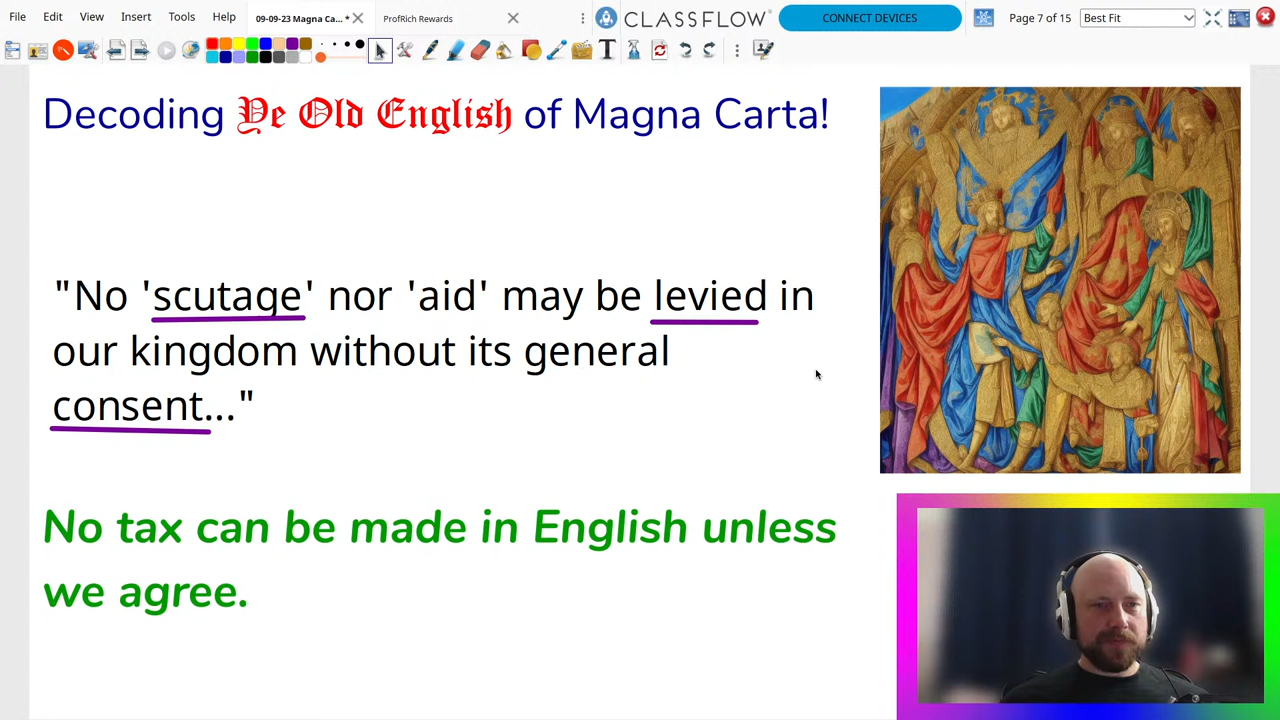 File Edit View Insert Tools Help 09-09-23 Magna Ca... * ProfRich Rewards CLASSFLOW CONNECT DEVICES Page 7 of 15 Best Fit
Decoding Ye Old English of Magna Carta!
"No 'scutage' nor 'aid' may be levied in
our kingdom without its general
consent..."
No tax can be made in English unless
we agree.